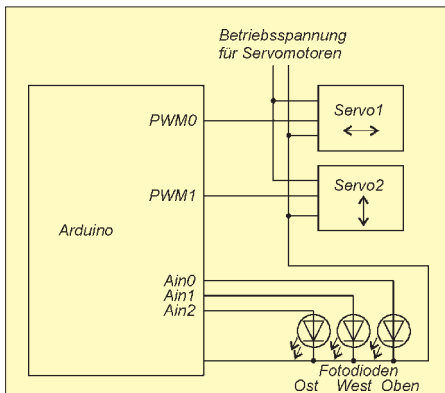 Betriebsspannung
für Servomotoren
Servo1
PWM0
Servo2
PWM1
Arduino
Ain0
Ain1
Ain2
Fotodioden
Ost West Oben